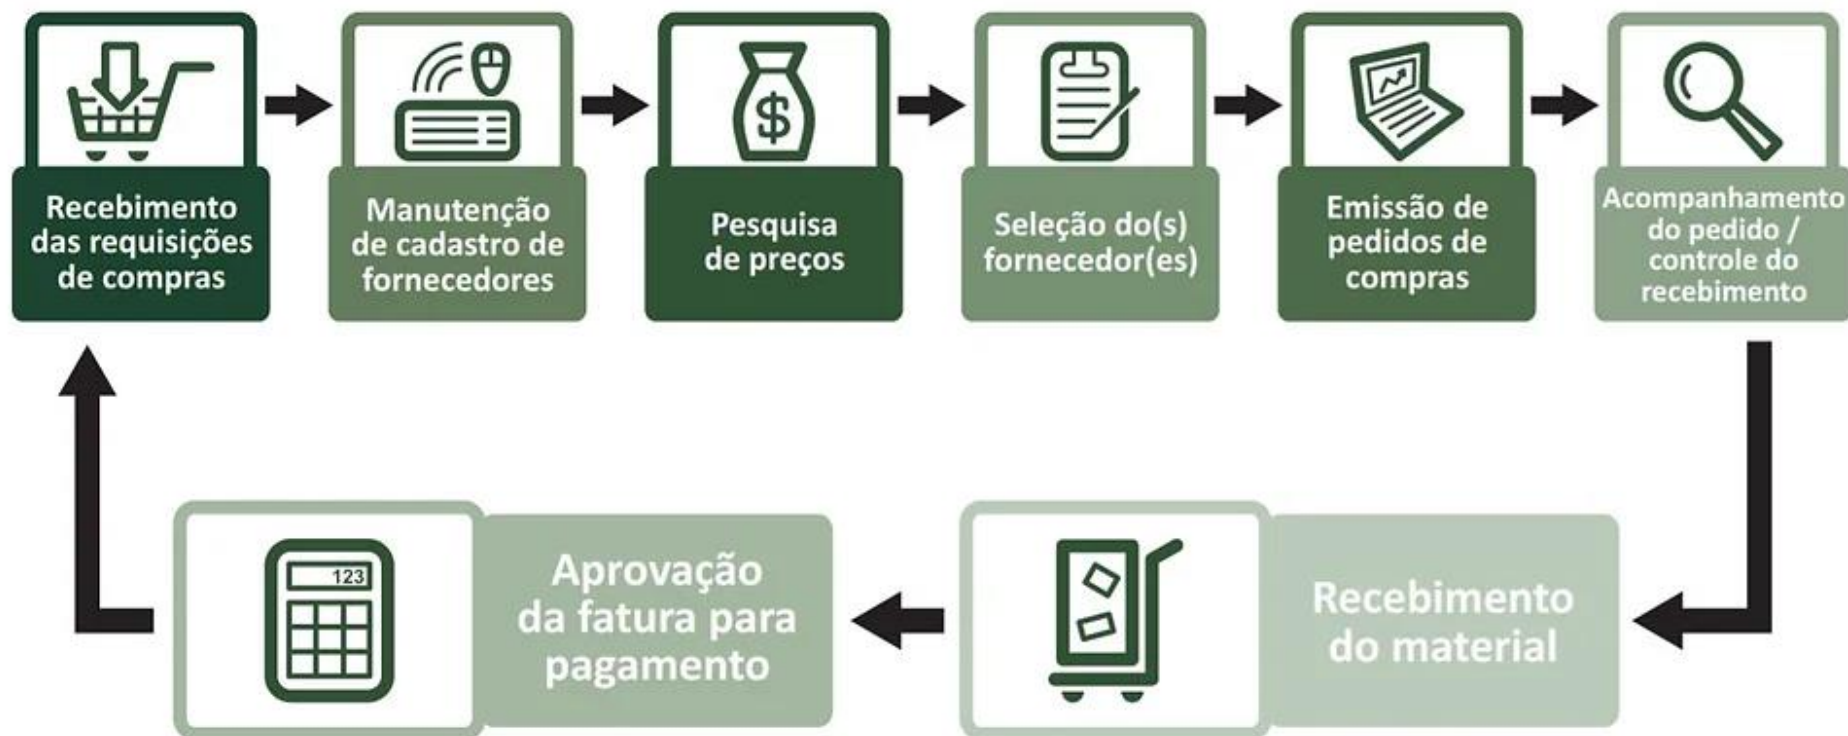 Recebimento
das requisições
de compras
Manutenção
de cadastro de
fornecedores
Pesquisa
de preços
$
Seleção do(s)
fornecedor(es)
Emissão de
pedidos de
compras
Acompanhamento
do pedido /
controle do
recebimento
Recebimento
do material
123
Aprovação
da fatura para
pagamento